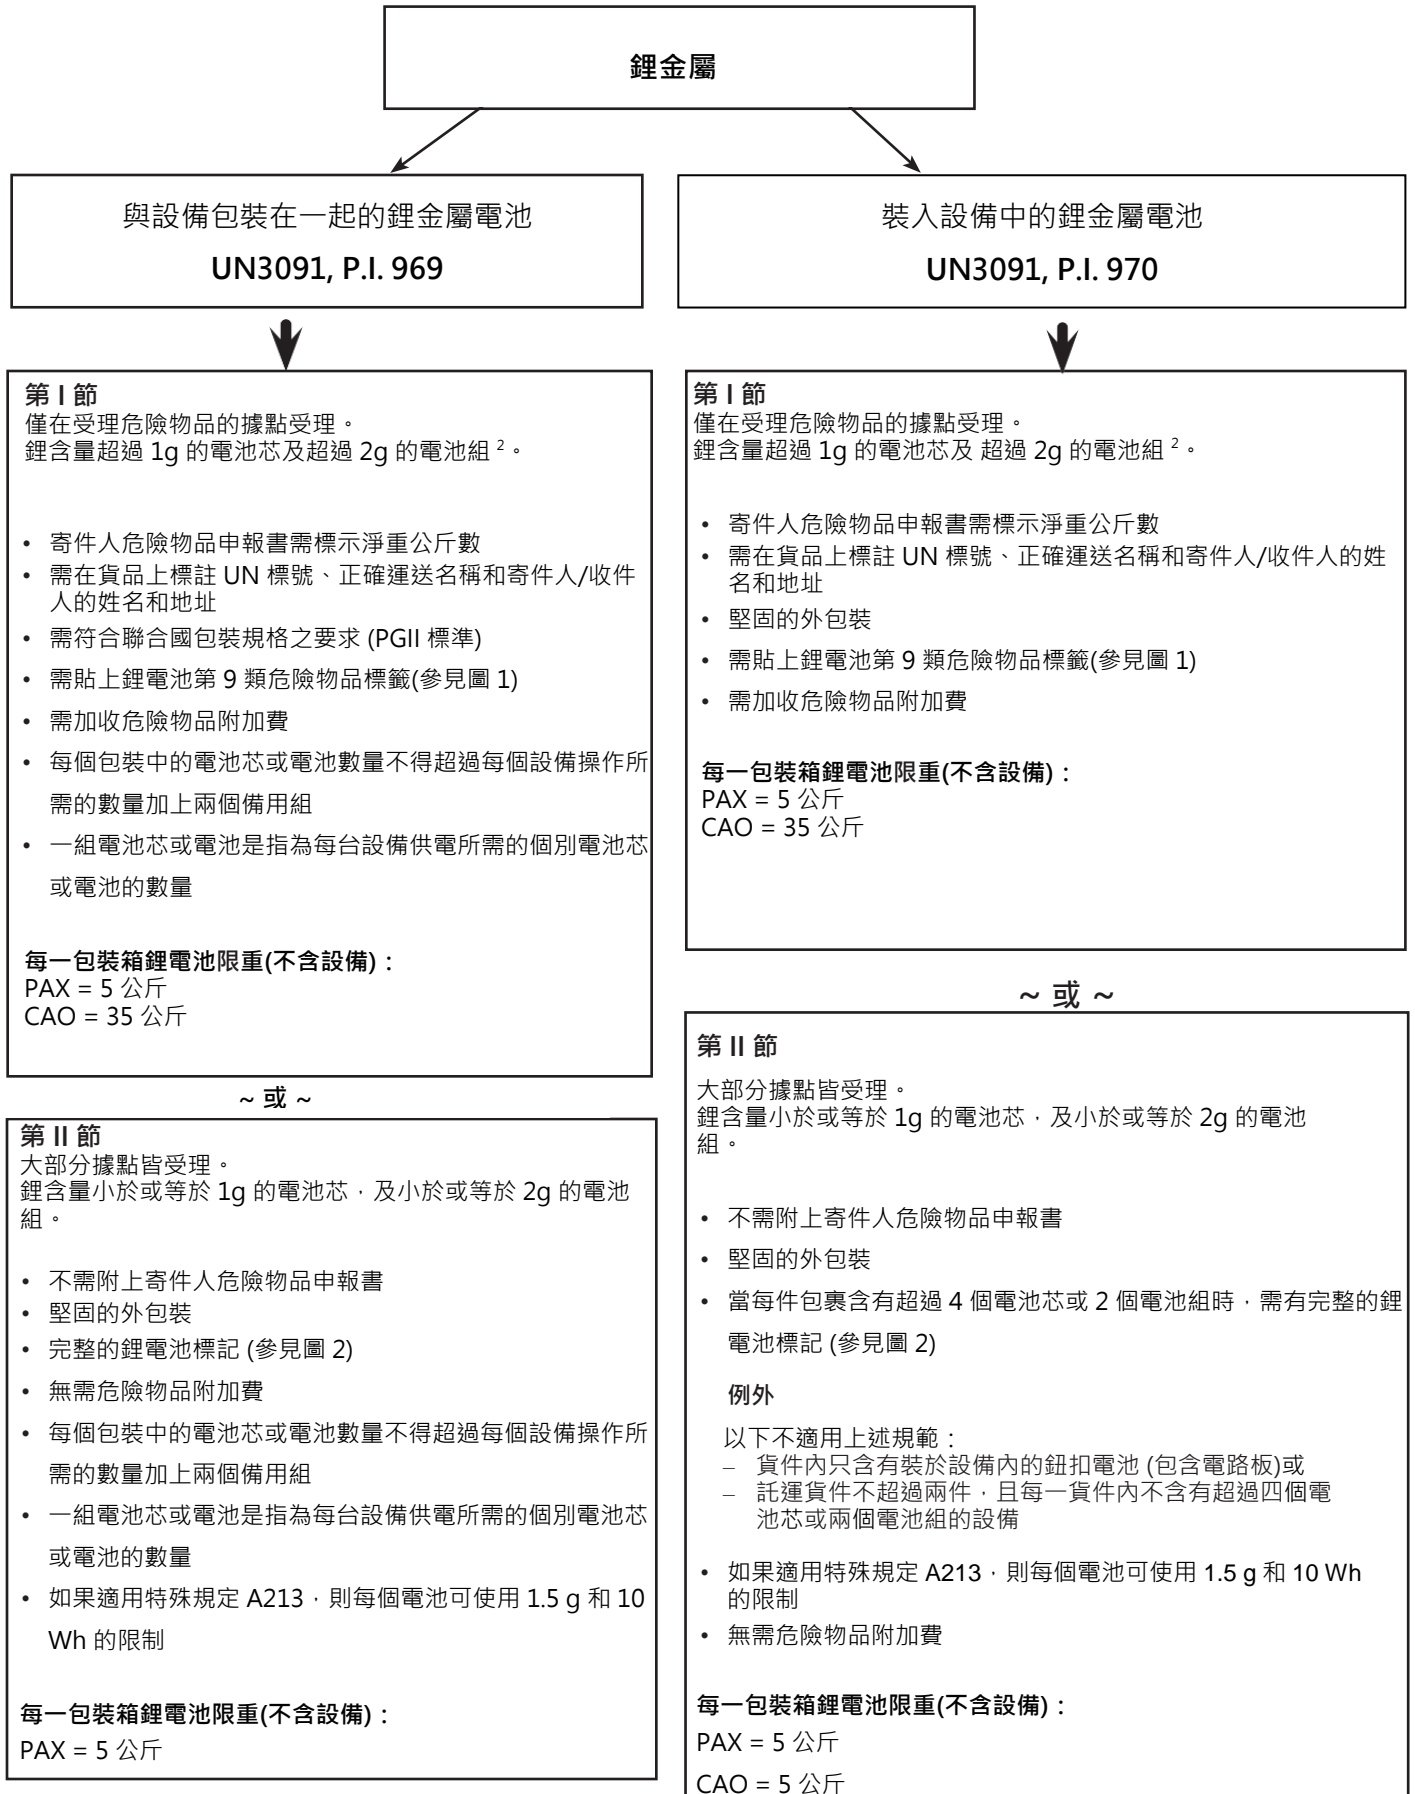 鋰金屬
與設備包裝在一起的鋰金屬電池
UN3091, P.I. 969
裝入設備中的鋰金屬電池
UN3091, P.I. 970
第 I 節
僅在受理危險物品的據點受理。
鋰含量超過 1g 的電池芯及超過 2g 的電池組 ²。
• 寄件人危險物品申報書需標示淨重公斤數
• 需在貨品上標註 UN 標號、正確運送名稱和寄件人/收件
人的姓名和地址
• 需符合聯合國包裝規格之要求 (PGII 標準)
• 需貼上鋰電池第 9 類危險物品標籤(參見圖 1)
• 需加收危險物品附加費
• 每個包裝中的電池芯或電池數量不得超過每個設備操作所
需的數量加上兩個備用組
• 一組電池芯或電池是指為每台設備供電所需的個別電池芯
或電池的數量
每一包裝箱鋰電池限重(不含設備)：
PAX = 5 公斤
CAO = 35 公斤
~ 或 ~
第 II 節
大部分據點皆受理。
鋰含量小於或等於 1g 的電池芯，及小於或等於 2g 的電池
組。
• 不需附上寄件人危險物品申報書
• 堅固的外包裝
• 完整的鋰電池標記 (參見圖 2)
• 無需危險物品附加費
• 每個包裝中的電池芯或電池數量不得超過每個設備操作所
需的數量加上兩個備用組
• 一組電池芯或電池是指為每台設備供電所需的個別電池芯
或電池的數量
• 如果適用特殊規定 A213，則每個電池可使用 1.5 g 和 10
Wh 的限制
每一包裝箱鋰電池限重(不含設備)：
PAX = 5 公斤
第 I 節
僅在受理危險物品的據點受理。
鋰含量超過 1g 的電池芯及 超過 2g 的電池組 ²。
• 寄件人危險物品申報書需標示淨重公斤數
• 需在貨品上標註 UN 標號、正確運送名稱和寄件人/收件人的姓
名和地址
• 堅固的外包裝
• 需貼上鋰電池第 9 類危險物品標籤(參見圖 1)
• 需加收危險物品附加費
每一包裝箱鋰電池限重(不含設備)：
PAX = 5 公斤
CAO = 35 公斤
~ 或 ~
第 II 節
大部分據點皆受理。
鋰含量小於或等於 1g 的電池芯，及小於或等於 2g 的電池
組。
• 不需附上寄件人危險物品申報書
• 堅固的外包裝
• 當每件包裹含有超過 4 個電池芯或 2 個電池組時，需有完整的鋰
電池標記 (參見圖 2)
例外
以下不適用上述規範：
– 貨件內只含有裝於設備內的鈕扣電池 (包含電路板)或
– 託運貨件不超過兩件，且每一貨件內不含有超過四個電
池芯或兩個電池組的設備
• 如果適用特殊規定 A213，則每個電池可使用 1.5 g 和 10 Wh
的限制
• 無需危險物品附加費
每一包裝箱鋰電池限重(不含設備)：
PAX = 5 公斤
CAO = 5 公斤